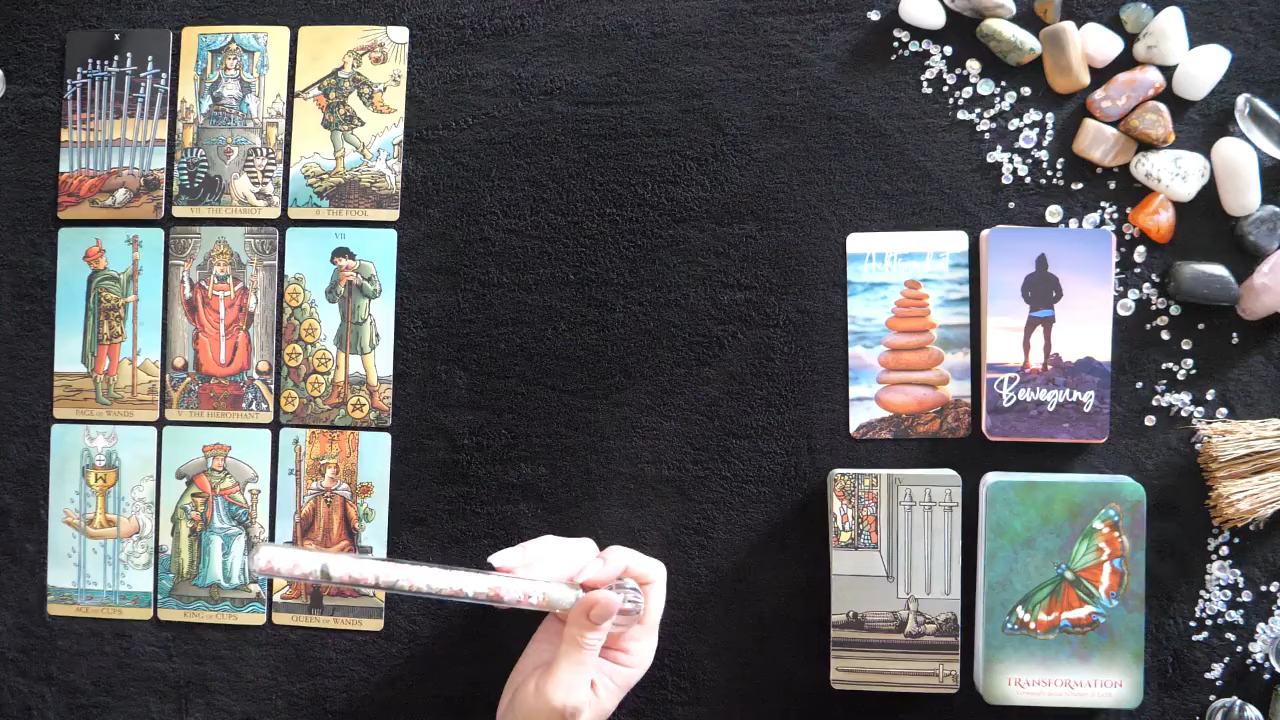 X
VII · THE CHARIOT
0 · THE FOOL
PAGE OF WANDS
V · THE HIEROPHANT
VII
ACE OF CUPS
KING OF CUPS
QUEEN OF WANDS
Bewegung
IV
TRANSFORMATION